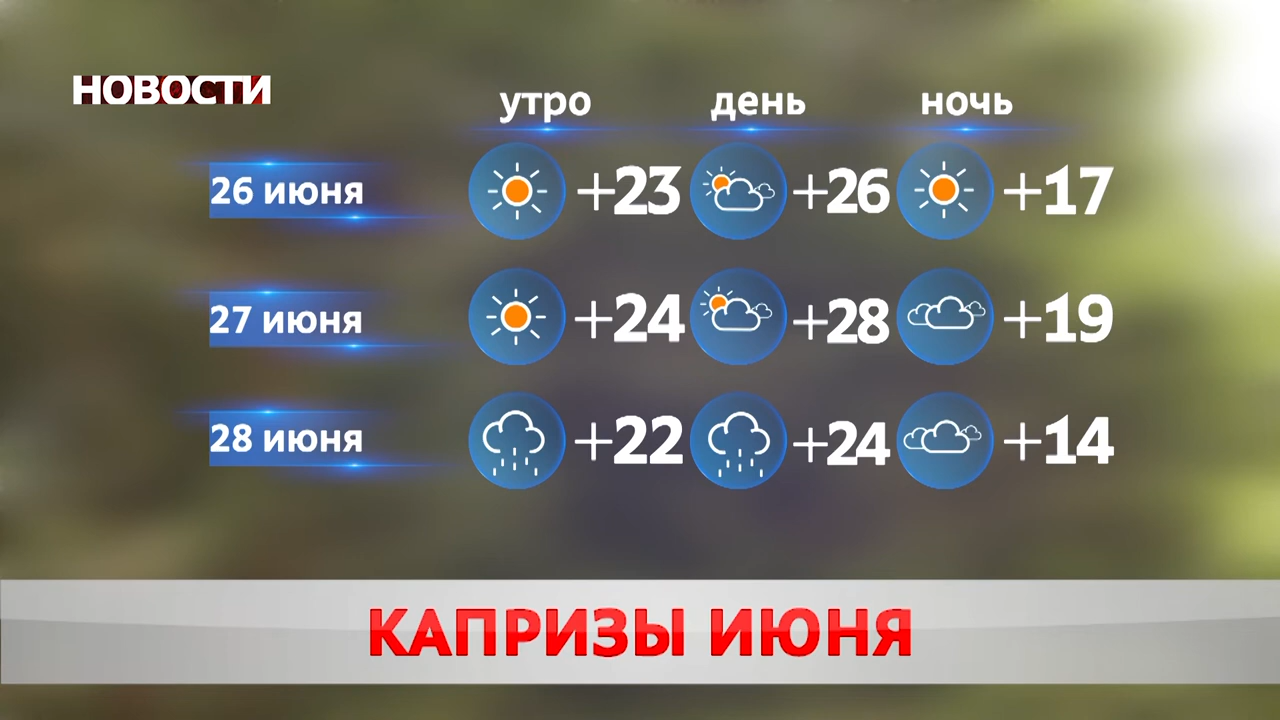 НОВОСТИ
утро день ночь
26 июня +23 +26 +17
27 июня +24 +28 +19
28 июня +22 +24 +14
КАПРИЗЫ ИЮНЯ